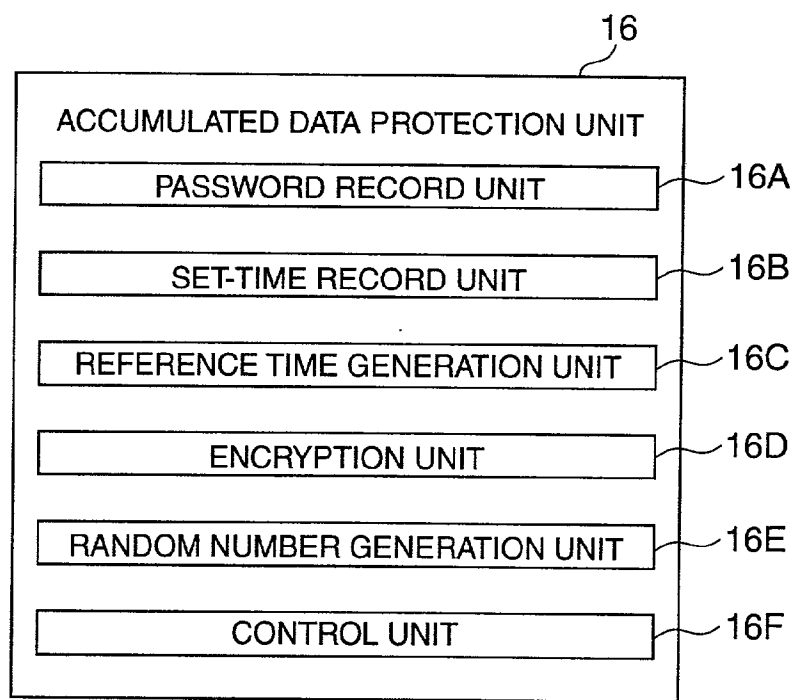 16
ACCUMULATED DATA PROTECTION UNIT
PASSWORD RECORD UNIT 16A
SET-TIME RECORD UNIT 16B
REFERENCE TIME GENERATION UNIT 16C
ENCRYPTION UNIT 16D
RANDOM NUMBER GENERATION UNIT 16E
CONTROL UNIT 16F